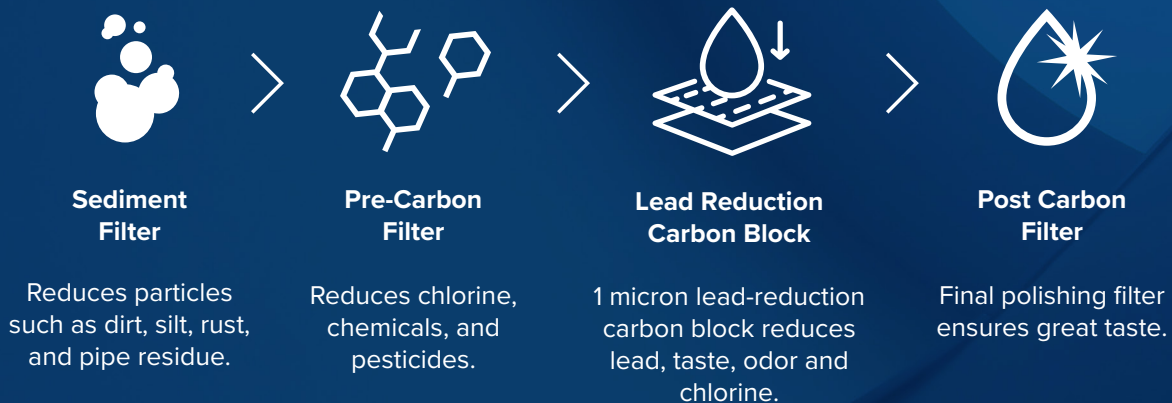 Sediment
Filter
Reduces particles
such as dirt, silt, rust,
and pipe residue.
Pre-Carbon
Filter
Reduces chlorine,
chemicals, and
pesticides.
Lead Reduction
Carbon Block
1 micron lead-reduction
carbon block reduces
lead, taste, odor and
chlorine.
Post Carbon
Filter
Final polishing filter
ensures great taste.